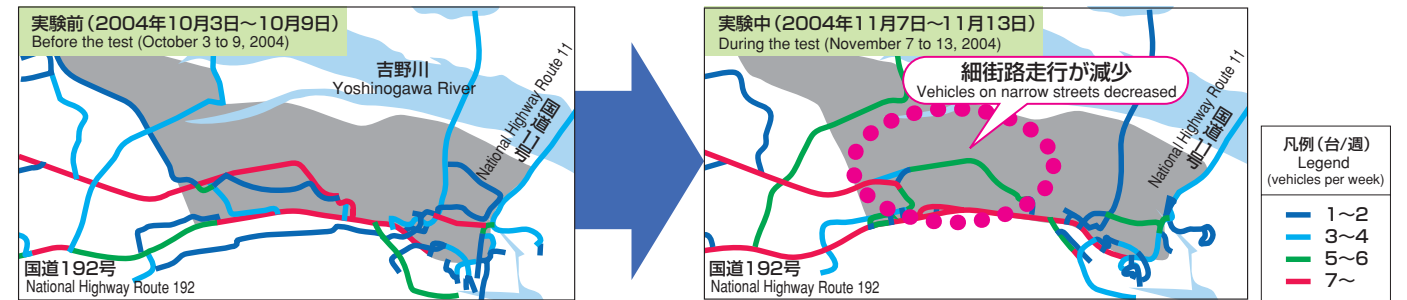 実験前(2004年10月3日～10月9日)
Before the test (October 3 to 9, 2004)
吉野川
Yoshinogawa River
National Highway Route 11
国道11号
国道192号
National Highway Route 192
実験中(2004年11月7日～11月13日)
During the test (November 7 to 13, 2004)
細街路走行が減少
Vehicles on narrow streets decreased
National Highway Route 11
国道11号
国道192号
National Highway Route 192
凡例(台/週)
Legend
(vehicles per week)
1～2
3～4
5～6
7～